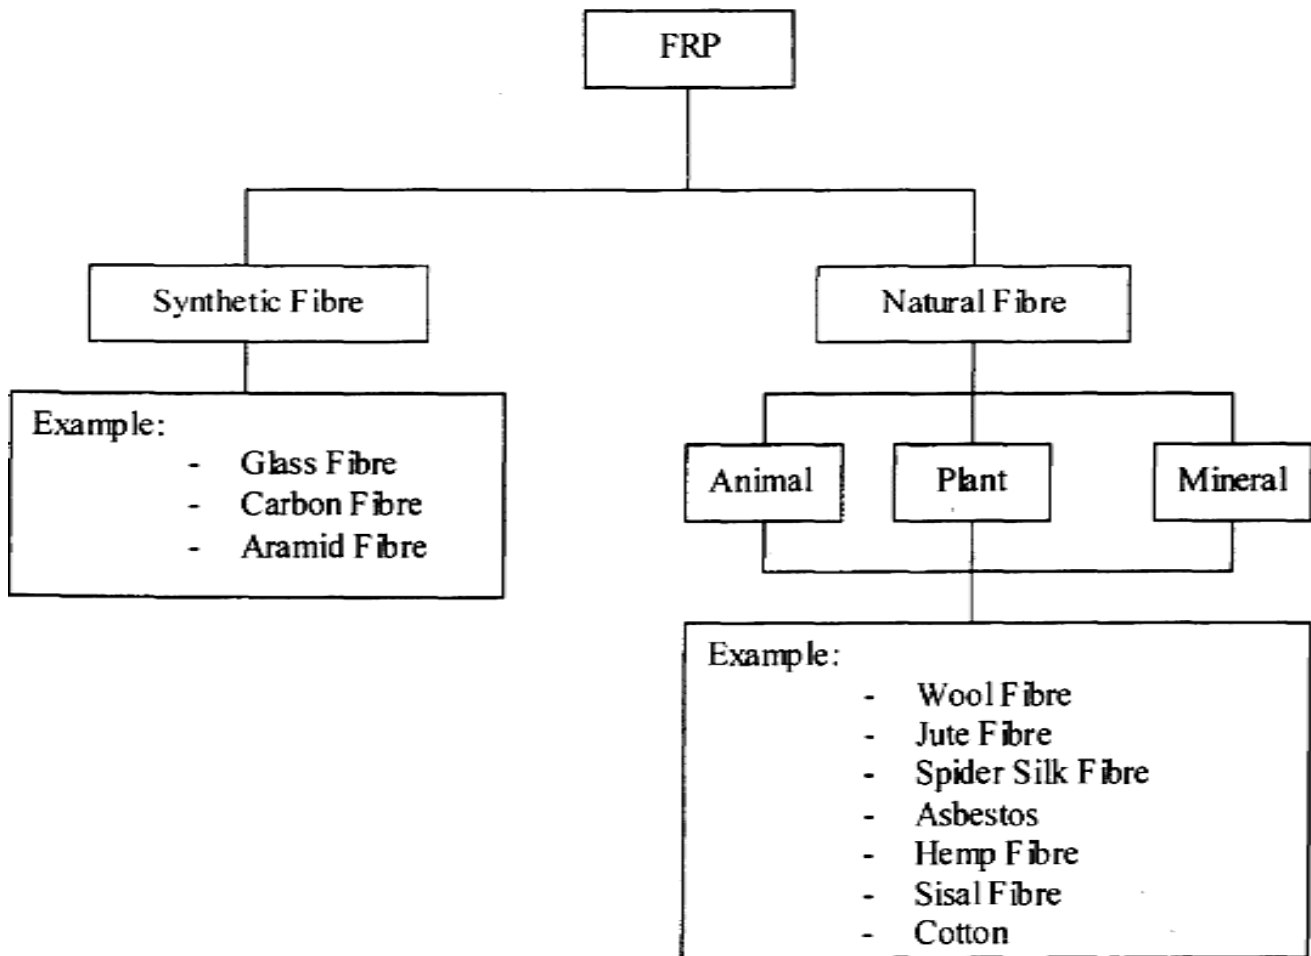 FRP
Synthetic Fibre
Natural Fibre
Example:
- Glass Fibre
- Carbon Fibre
- Aramid Fibre
Animal
Plant
Mineral
Example:
- Wool Fibre
- Jute Fibre
- Spider Silk Fibre
- Asbestos
- Hemp Fibre
- Sisal Fibre
- Cotton